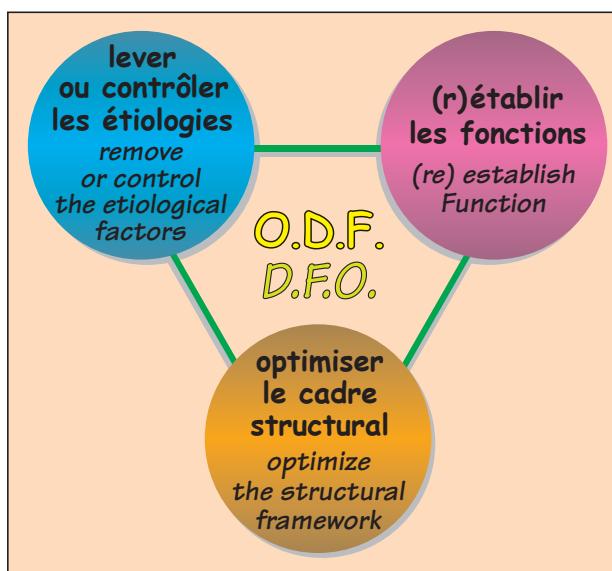 lever
ou contrôler
les étiologies
remove
or control
the etiological
factors
(r)établir
les fonctions
(re) establish
Function
O.D.F.
D.F.O.
optimiser
le cadre
structural
optimize
the structural
framework